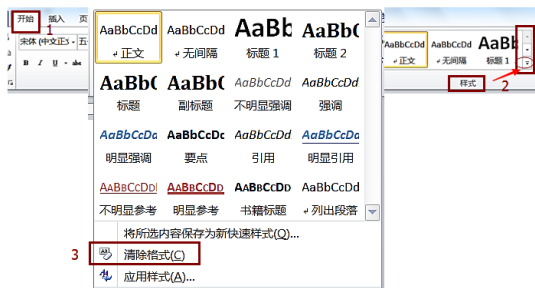 开始 插入 页
1
宋体 (中文正 五
B I U abc
AaBbCcDd AaBbCcDd AaBb AaBb(
↲ 正文 ↲ 无间隔 标题 1 标题 2
AaBb( AaBb( AaBbCcDd AaBbCcDd
标题 副标题 不明显强调 强调
AaBbCcDd AaBbCcDc AaBbCcDd AaBbCcDd
明显强调 要点 引用 明显引用
AABBCCDD AABBCCDD AABBCCDD AaBbCcDd
不明显参考 明显参考 书籍标题 ↲ 列出段落
将所选内容保存为新快速样式(Q)...
3 清除格式(C)
应用样式(A)...
AaBbCcDd AaBbCcDd AaBb
↲ 正文 ↲ 无间隔 标题 1
样式 2